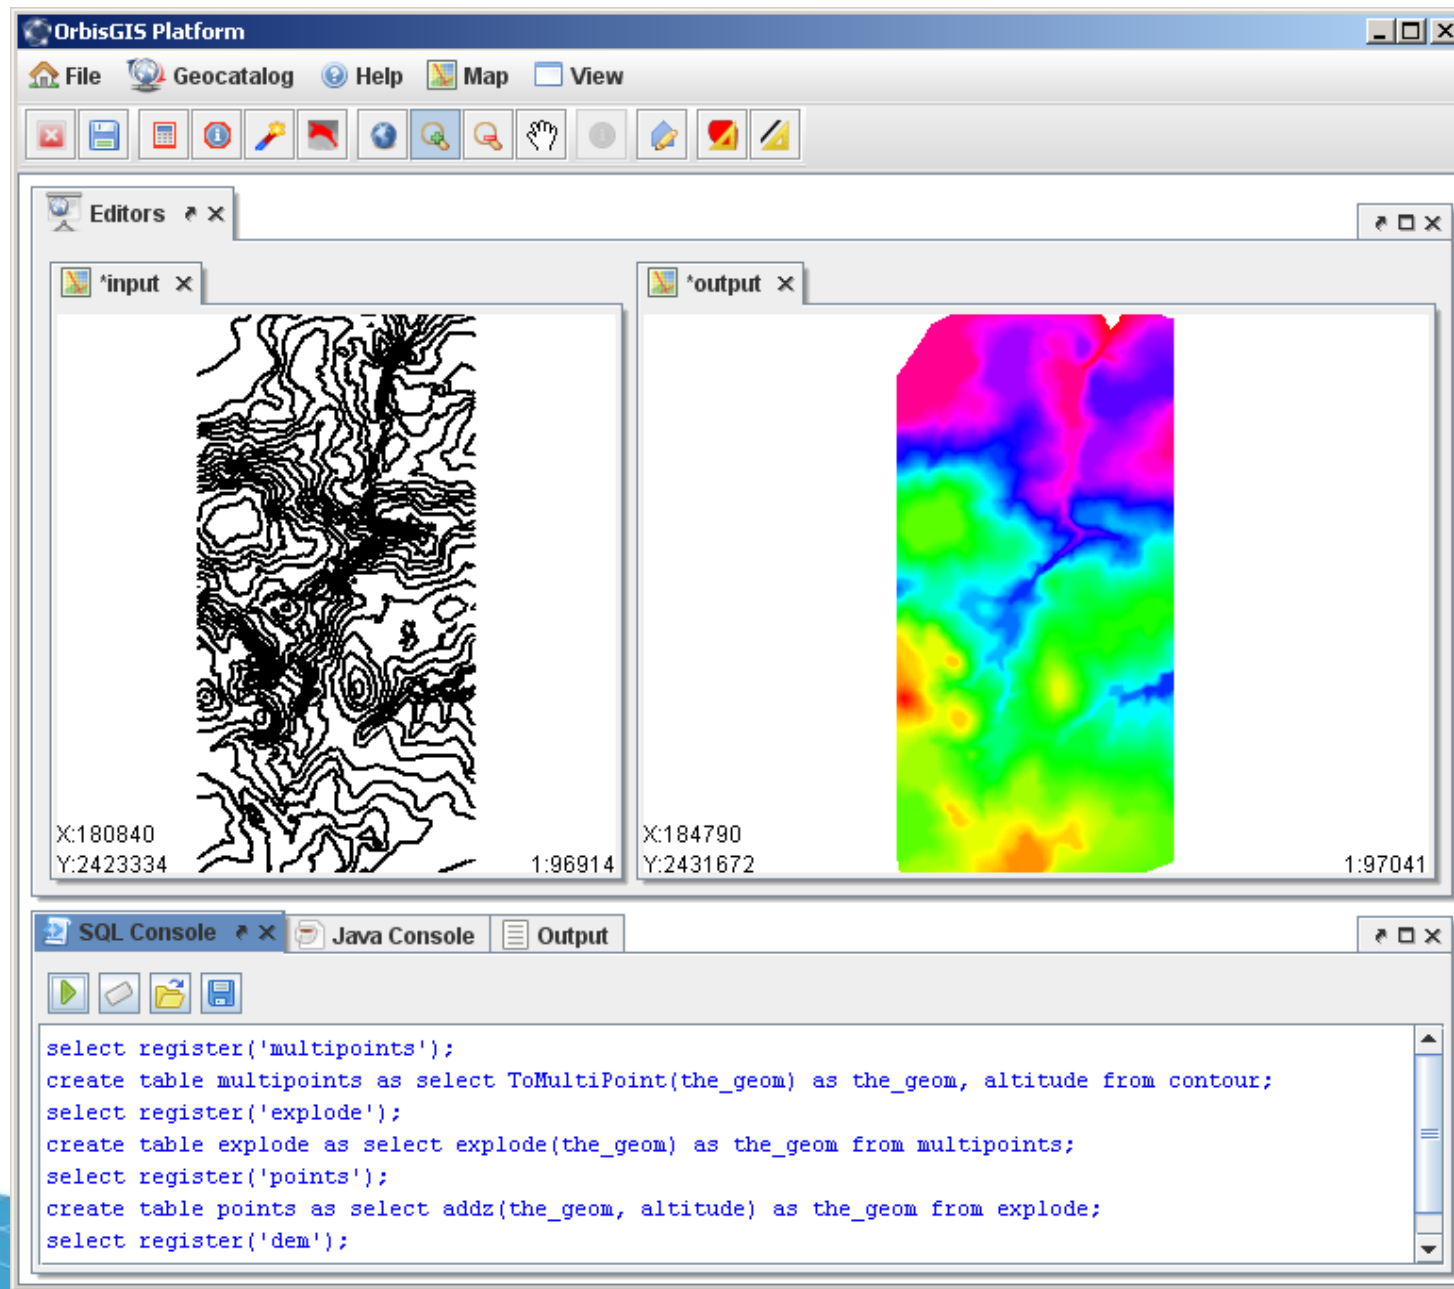 OrbisGIS Platform
File Geocatalog Help Map View
Editors
*input
*output
X:180840
Y:2423334
1:96914
X:184790
Y:2431672
1:97041
SQL Console Java Console Output
select register('multipoints');
create table multipoints as select ToMultiPoint(the_geom) as the_geom, altitude from contour;
select register('explode');
create table explode as select explode(the_geom) as the_geom from multipoints;
select register('points');
create table points as select addz(the_geom, altitude) as the_geom from explode;
select register('dem');